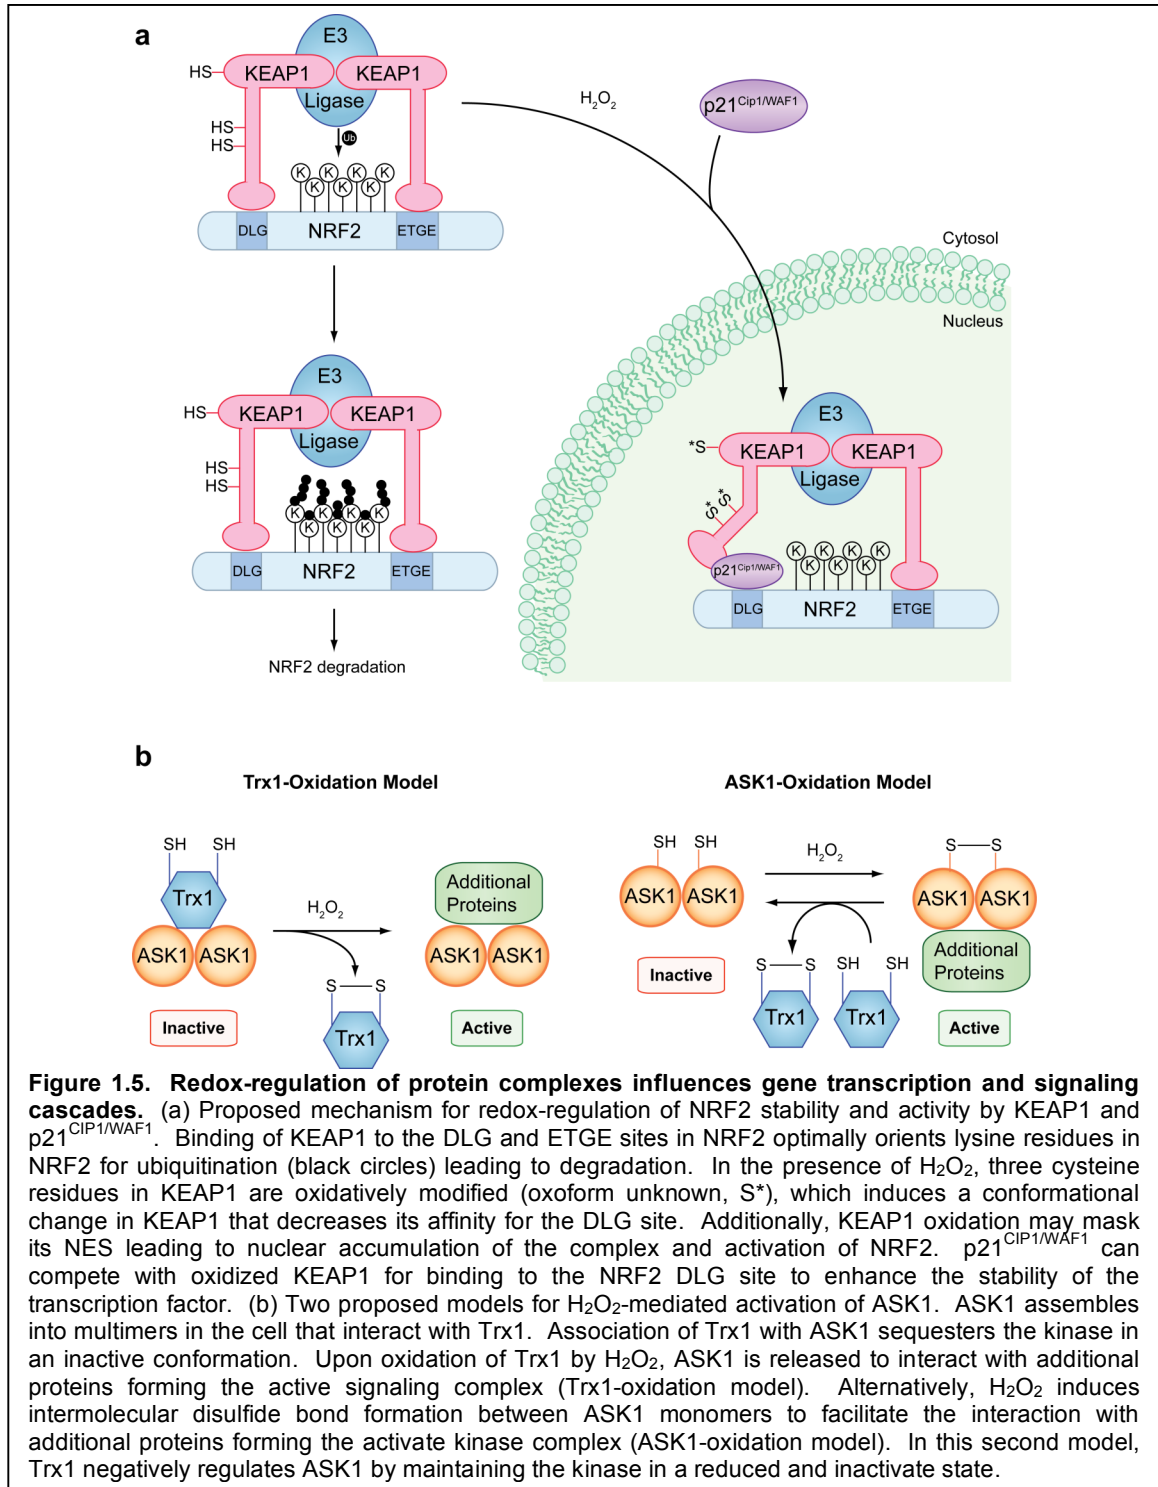 a
E3
HS
KEAP1
KEAP1
Ligase
HS
HS
Ub
K K K K
K K K
DLG
NRF2
ETGE
H₂O₂
p21Cip1/WAF1
Cytosol
Nucleus
E3
HS
KEAP1
KEAP1
Ligase
HS
HS
K K K K
K K K
DLG
NRF2
ETGE
NRF2 degradation
E3
*S
KEAP1
KEAP1
Ligase
*S
*S
p21Cip1/WAF1
K K K K
K K K
DLG
NRF2
ETGE
b
Trx1-Oxidation Model
SH SH
Trx1
ASK1 ASK1
Inactive
H₂O₂
S S
Trx1
Additional
Proteins
ASK1 ASK1
Active
ASK1-Oxidation Model
SH SH
ASK1 ASK1
Inactive
H₂O₂
S S
Trx1
SH SH
Trx1
S S
ASK1 ASK1
Additional
Proteins
Active
Figure 1.5. Redox-regulation of protein complexes influences gene transcription and signaling
cascades. (a) Proposed mechanism for redox-regulation of NRF2 stability and activity by KEAP1 and
p21CIP1/WAF1. Binding of KEAP1 to the DLG and ETGE sites in NRF2 optimally orients lysine residues in
NRF2 for ubiquitination (black circles) leading to degradation. In the presence of H₂O₂, three cysteine
residues in KEAP1 are oxidatively modified (oxoform unknown, S*), which induces a conformational
change in KEAP1 that decreases its affinity for the DLG site. Additionally, KEAP1 oxidation may mask
its NES leading to nuclear accumulation of the complex and activation of NRF2. p21CIP1/WAF1 can
compete with oxidized KEAP1 for binding to the NRF2 DLG site to enhance the stability of the
transcription factor. (b) Two proposed models for H₂O₂-mediated activation of ASK1. ASK1 assembles
into multimers in the cell that interact with Trx1. Association of Trx1 with ASK1 sequesters the kinase in
an inactive conformation. Upon oxidation of Trx1 by H₂O₂, ASK1 is released to interact with additional
proteins forming the active signaling complex (Trx1-oxidation model). Alternatively, H₂O₂ induces
intermolecular disulfide bond formation between ASK1 monomers to facilitate the interaction with
additional proteins forming the activate kinase complex (ASK1-oxidation model). In this second model,
Trx1 negatively regulates ASK1 by maintaining the kinase in a reduced and inactivate state.